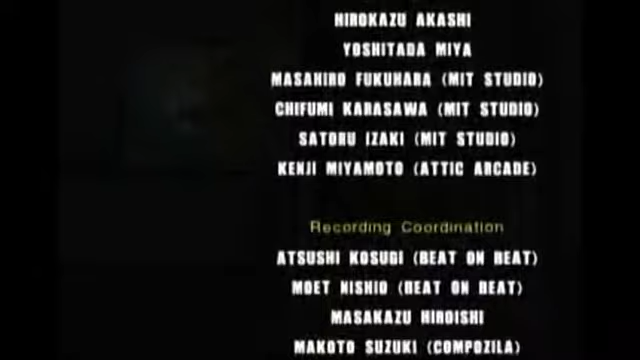 HIROKAZU AKASHI
YOSHITADA MIYA
MASAHIRO FUKUHARA (MIT STUDIO)
CHIFUMI KARASAWA (MIT STUDIO)
SATORU IZAKI (MIT STUDIO)
KENJI MIYAMOTO (ATTIC ARCADE)
Recording Coordination
ATSUSHI KOSUGI (BEAT ON BEAT)
MOET NISHIO (BEAT ON BEAT)
MASAKAZU HIROISHI
MAKOTO SUZUKI (COMPOZILA)